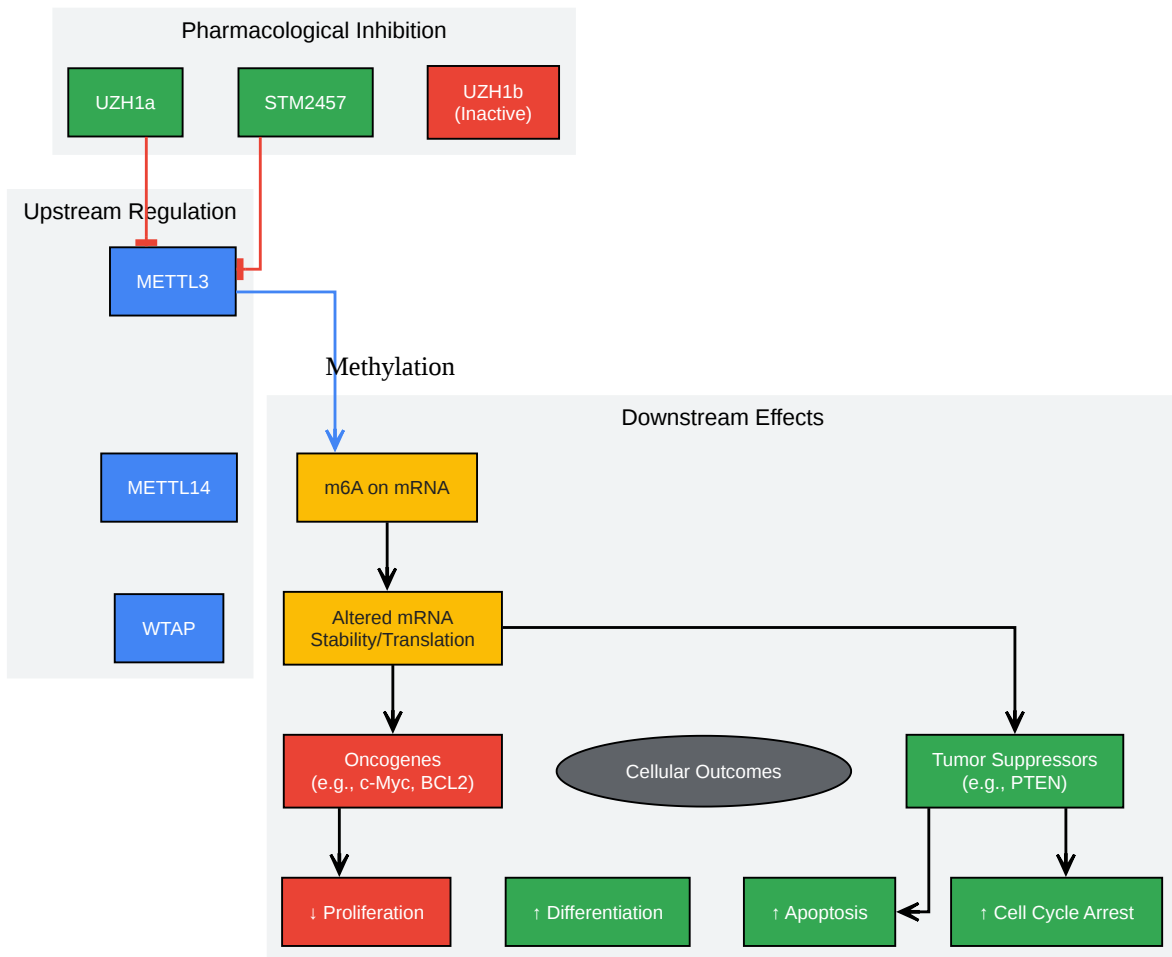 Pharmacological Inhibition
UZH1a
STM2457
UZH1b
(Inactive)
Upstream Regulation
METTL3
Methylation
Downstream Effects
METTL14
m6A on mRNA
WTAP
Altered mRNA
Stability/Translation
Oncogenes
(e.g., c-Myc, BCL2)
Cellular Outcomes
Tumor Suppressors
(e.g., PTEN)
↓ Proliferation
↑ Differentiation
↑ Apoptosis
↑ Cell Cycle Arrest